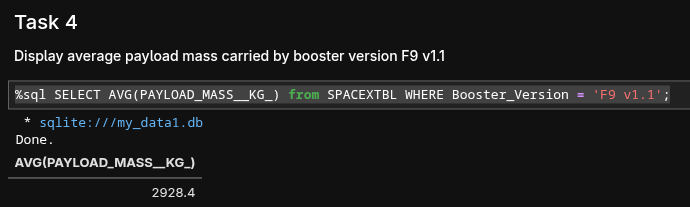 Task 4
Display average payload mass carried by booster version F9 v1.1
%sql SELECT AVG(PAYLOAD_MASS__KG_) from SPACEXTBL WHERE Booster_Version = 'F9 v1.1';
* sqlite:///my_data1.db
Done.
AVG(PAYLOAD_MASS__KG_)
2928.4